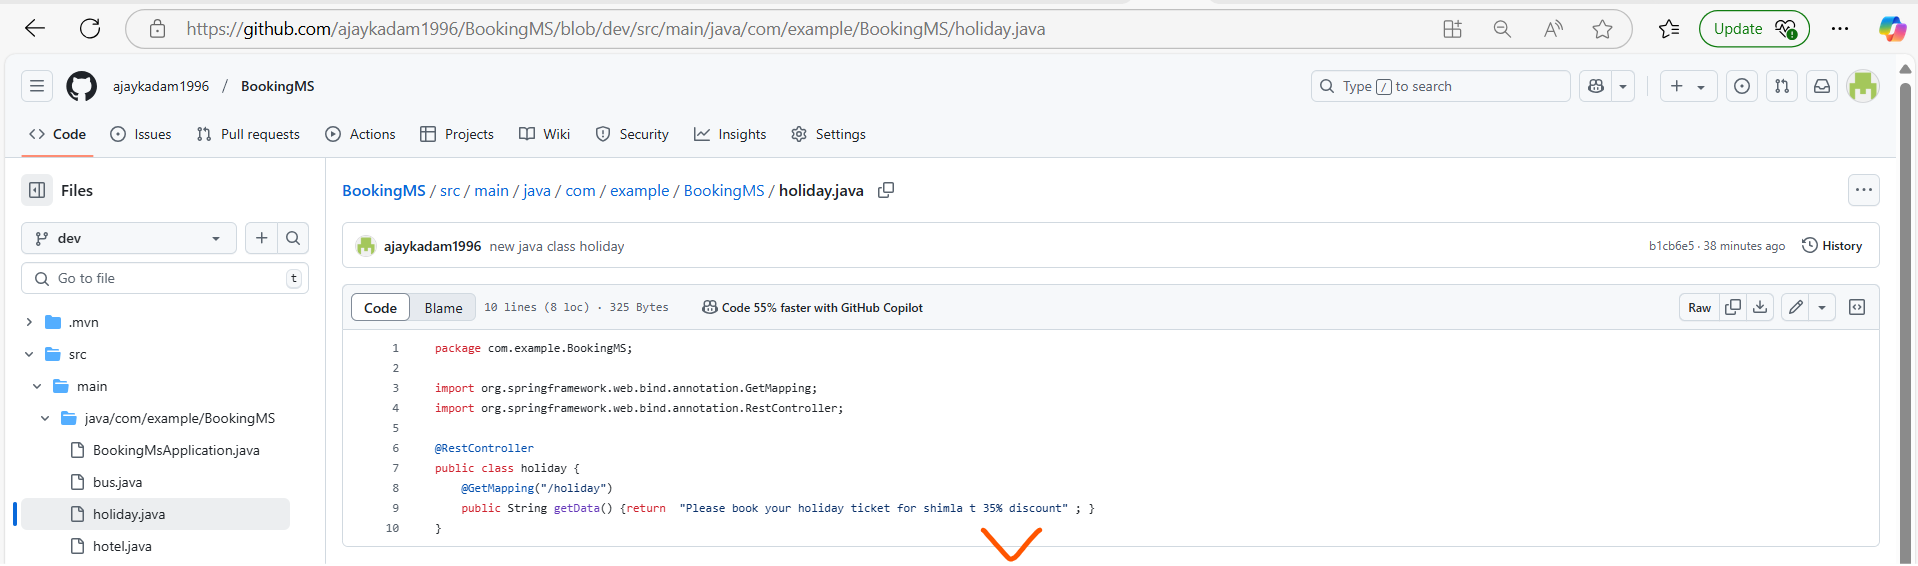 https://github.com/ajaykadam1996/BookingMS/blob/dev/src/main/java/com/example/BookingMS/holiday.java
Update
ajaykadam1996 / BookingMS
Type / to search
Code Issues Pull requests Actions Projects Wiki Security Insights Settings
Files
dev
Go to file t
.mvn
src
main
java/com/example/BookingMS
BookingMsApplication.java
bus.java
holiday.java
hotel.java
BookingMS / src / main / java / com / example / BookingMS / holiday.java
ajaykadam1996 new java class holiday b1cb6e5 · 38 minutes ago History
Code Blame 10 lines (8 loc) · 325 Bytes Code 55% faster with GitHub Copilot Raw
1 package com.example.BookingMS;
2
3 import org.springframework.web.bind.annotation.GetMapping;
4 import org.springframework.web.bind.annotation.RestController;
5
6 @RestController
7 public class holiday {
8 @GetMapping("/holiday")
9 public String getData() {return "Please book your holiday ticket for shimla t 35% discount" ; }
10 }